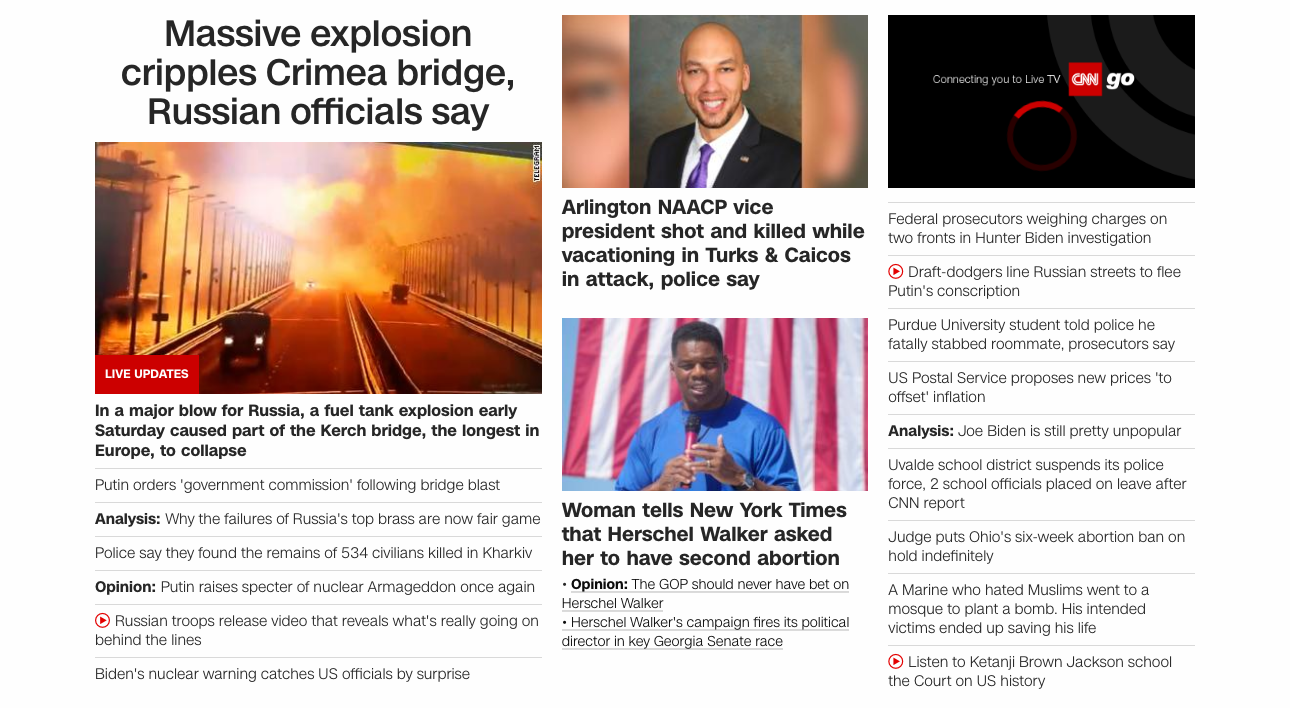 Massive explosion
cripples Crimea bridge,
Russian officials say
TELEGRAM
LIVE UPDATES
In a major blow for Russia, a fuel tank explosion early
Saturday caused part of the Kerch bridge, the longest in
Europe, to collapse
Putin orders 'government commission' following bridge blast
Analysis: Why the failures of Russia's top brass are now fair game
Police say they found the remains of 534 civilians killed in Kharkiv
Opinion: Putin raises specter of nuclear Armageddon once again
Russian troops release video that reveals what's really going on
behind the lines
Biden's nuclear warning catches US officials by surprise
Arlington NAACP vice
president shot and killed while
vacationing in Turks & Caicos
in attack, police say
Woman tells New York Times
that Herschel Walker asked
her to have second abortion
• Opinion: The GOP should never have bet on
Herschel Walker
• Herschel Walker's campaign fires its political
director in key Georgia Senate race
Connecting you to Live TV CNN go
Federal prosecutors weighing charges on
two fronts in Hunter Biden investigation
Draft-dodgers line Russian streets to flee
Putin's conscription
Purdue University student told police he
fatally stabbed roommate, prosecutors say
US Postal Service proposes new prices 'to
offset' inflation
Analysis: Joe Biden is still pretty unpopular
Uvalde school district suspends its police
force, 2 school officials placed on leave after
CNN report
Judge puts Ohio's six-week abortion ban on
hold indefinitely
A Marine who hated Muslims went to a
mosque to plant a bomb. His intended
victims ended up saving his life
Listen to Ketanji Brown Jackson school
the Court on US history